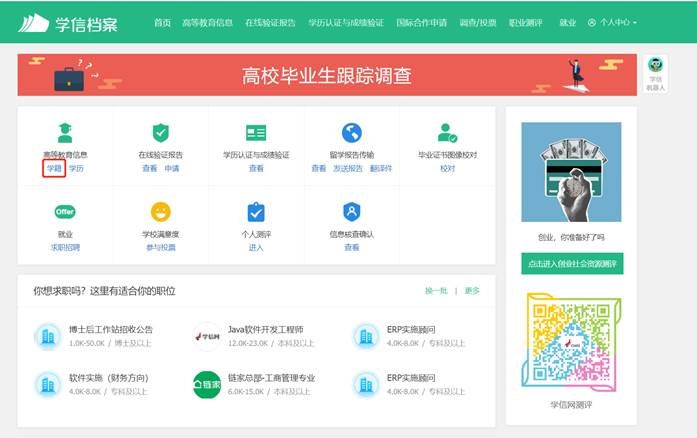 学信档案
首页 高等教育信息 在线验证报告 学历认证与成绩验证 国际合作申请 调查/投票 职业测评 就业 个人中心
高校毕业生跟踪调查
学信机器人
高等教育信息 在线验证报告 学历认证与成绩验证 留学报告传输 毕业证书图像校对
学籍 学历 查看 申请 查看 查看 发送报告 翻译件 校对
Offer
就业 学校满意度 个人测评 信息核查确认
求职招聘 参与投票 进入 查看
创业，你准备好了吗
点击进入创业社会资源测评
学信网测评
你想求职吗？这里有适合你的职位 换一批 | 更多
博士后工作站招收公告 Java软件开发工程师 ERP实施顾问
1.0K-50.0K / 博士及以上 学信网 12.0K-23.0K / 本科及以上 4.0K-8.0K / 专科及以上
软件实施（财务方向） 链家总部-工商管理专业 ERP实施顾问
4.0K-8.0K / 专科及以上 链家 6.0K-15.0K / 本科及以上 4.0K-8.0K / 专科及以上